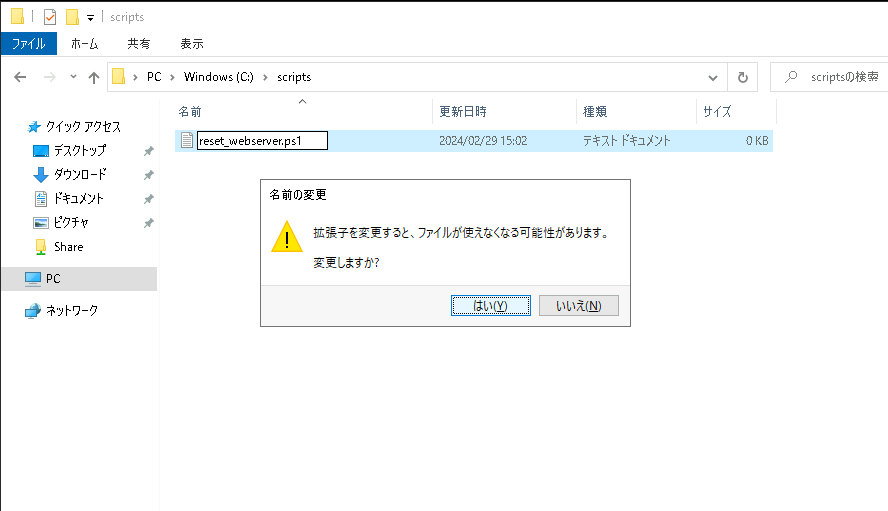 scripts
ファイル ホーム 共有 表示
PC Windows (C:) scripts scriptsの検索
名前 更新日時 種類 サイズ
クイック アクセス
reset_webserver.ps1 2024/02/29 15:02 テキスト ドキュメント 0 KB
デスクトップ
ダウンロード
ドキュメント
ピクチャ
Share
PC
ネットワーク
名前の変更
拡張子を変更すると、ファイルが使えなくなる可能性があります。
変更しますか?
はい(Y) いいえ(N)